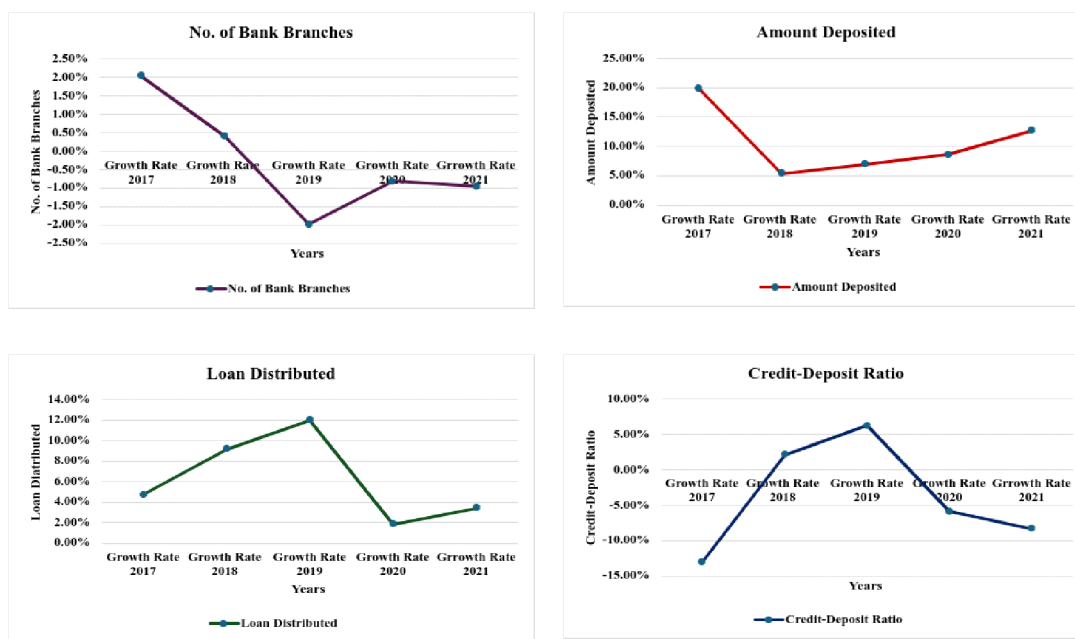 No. of Bank Branches
2.50%
2.00%
1.50%
1.00%
0.50%
0.00%
-0.50%
-1.00%
-1.50%
-2.00%
-2.50%
No. of Bank Branches
Growth Rate 2017
Growth Rate 2018
Growth Rate 2019
Growth Rate 2020
Grrowth Rate 2021
Years
No. of Bank Branches
Amount Deposited
25.00%
20.00%
15.00%
10.00%
5.00%
0.00%
Amount Deposited
Growth Rate 2017
Growth Rate 2018
Growth Rate 2019
Growth Rate 2020
Grrowth Rate 2021
Years
Amount Deposited
Loan Distributed
14.00%
12.00%
10.00%
8.00%
6.00%
4.00%
2.00%
0.00%
Loan Diatributed
Growth Rate 2017
Growth Rate 2018
Growth Rate 2019
Growth Rate 2020
Grrowth Rate 2021
Years
Loan Distributed
Credit-Deposit Ratio
10.00%
5.00%
0.00%
-5.00%
-10.00%
-15.00%
Credit-Deposit Ratio
Growth Rate 2017
Growth Rate 2018
Growth Rate 2019
Growth Rate 2020
Grrowth Rate 2021
Years
Credit-Deposit Ratio